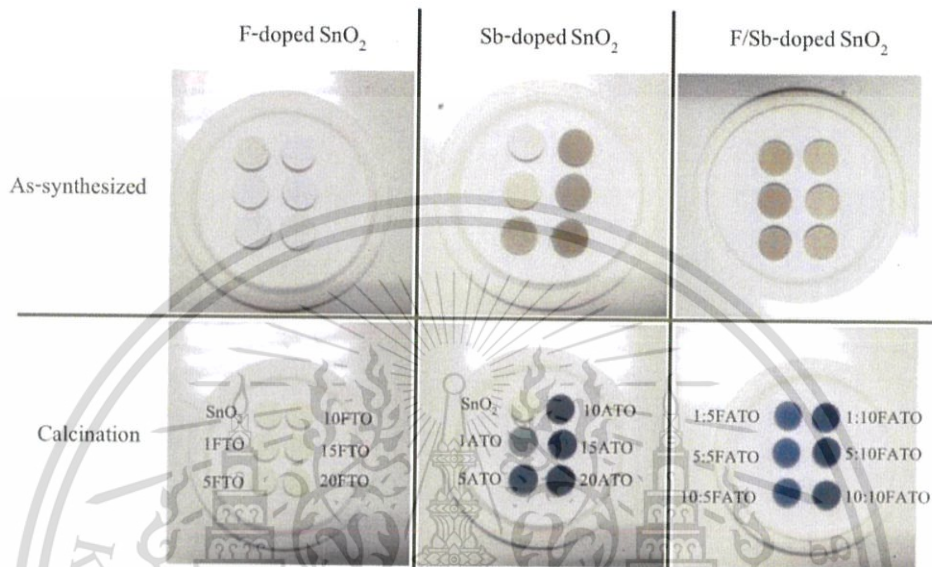 F-doped SnO₂ Sb-doped SnO₂ F/Sb-doped SnO₂
As-synthesized
Calcination
SnO₂ 10FTO
1FTO 15FTO
5FTO 20FTO
SnO₂ 10ATO
1ATO 15ATO
5ATO 20ATO
1:5FATO 1:10FATO
5:5FATO 5:10FATO
10:5FATO 10:10FATO